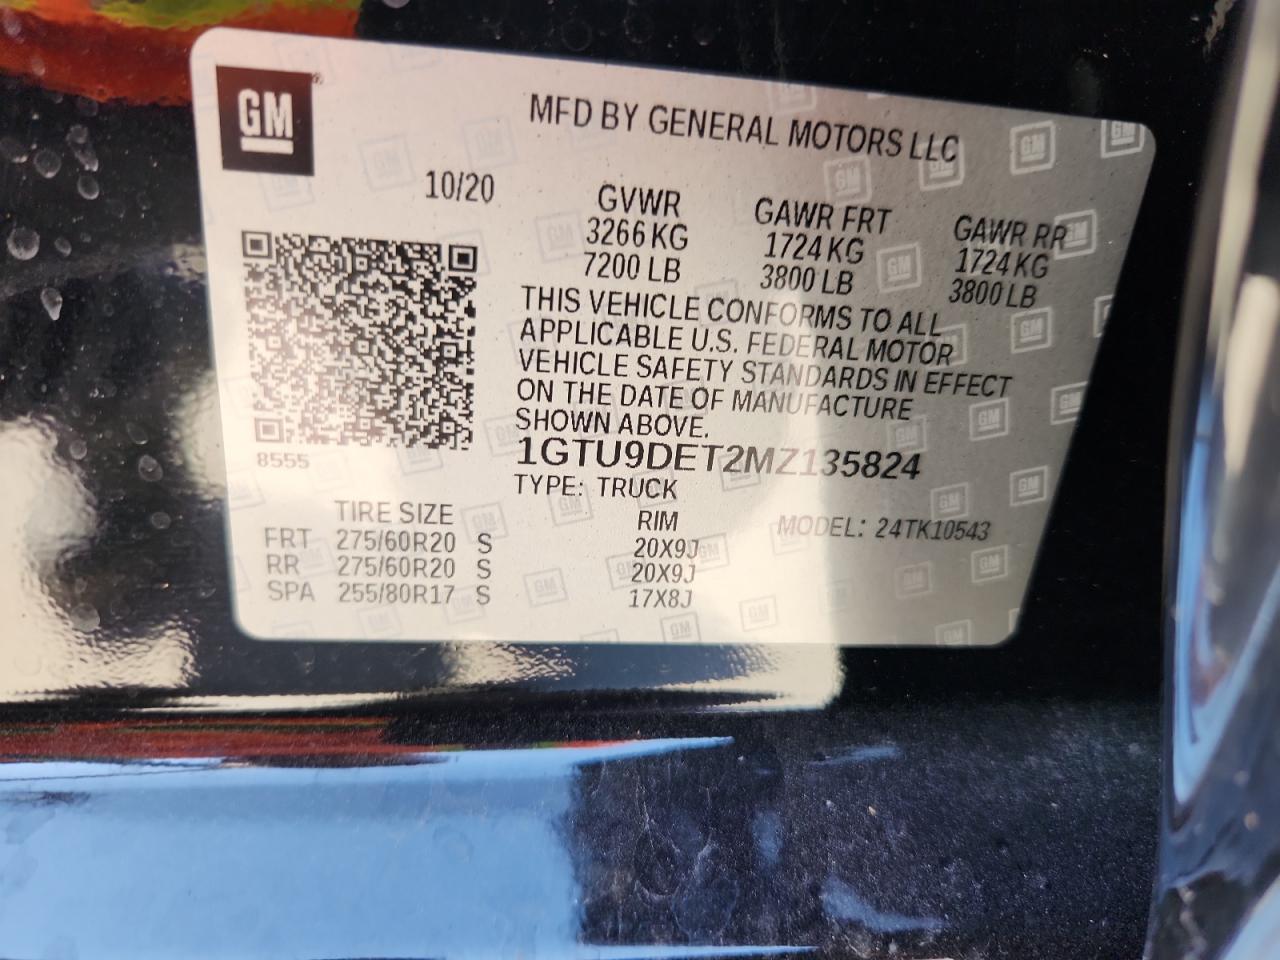 GM
MFD BY GENERAL MOTORS LLC
10/20
GVWR GAWR FRT GAWR RR
3266 KG 1724 KG 1724 KG
7200 LB 3800 LB 3800 LB
THIS VEHICLE CONFORMS TO ALL
APPLICABLE U.S. FEDERAL MOTOR
VEHICLE SAFETY STANDARDS IN EFFECT
ON THE DATE OF MANUFACTURE
SHOWN ABOVE.
8555
1GTU9DET2MZ135824
TYPE: TRUCK
MODEL: 24TK10543
TIRE SIZE RIM
FRT 275/60R20 S 20X9J
RR 275/60R20 S 20X9J
SPA 255/80R17 S 17X8J